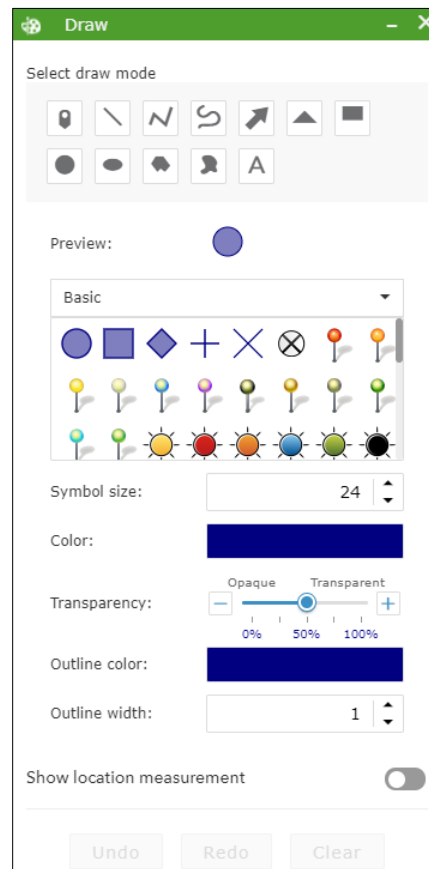 Draw
Select draw mode
A
Preview:
Basic
Symbol size:
24
Color:
Opaque Transparent
Transparency:
0% 50% 100%
Outline color:
Outline width:
1
Show location measurement
Undo Redo Clear